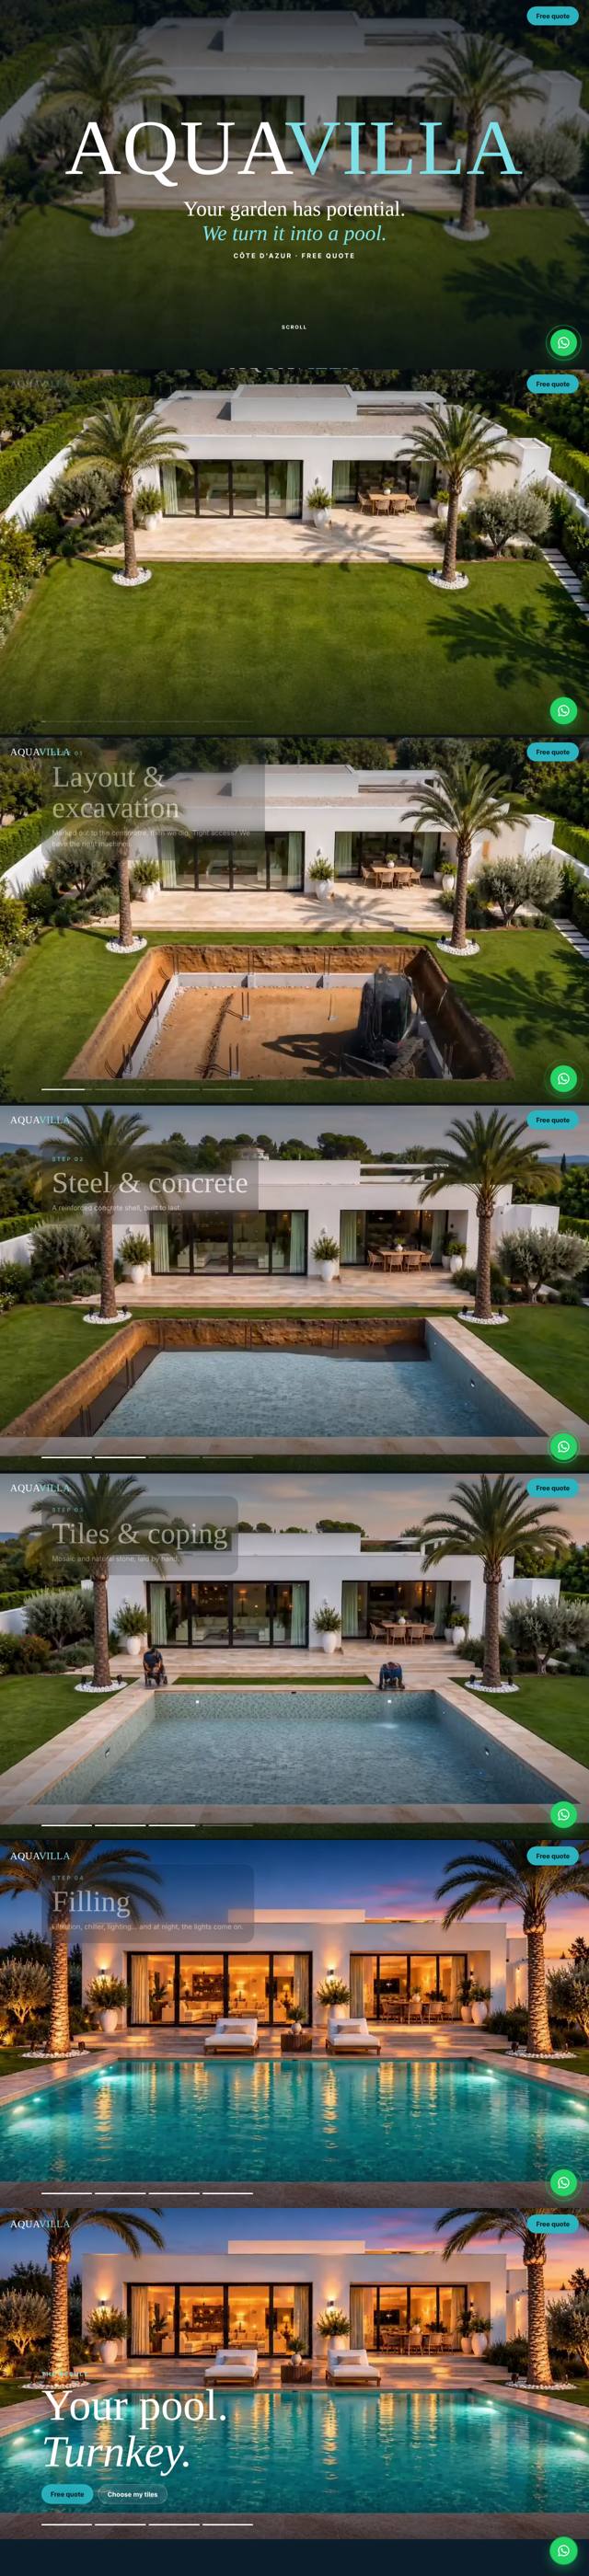 Free quote
AQUAVILLA
Your garden has potential.
We turn it into a pool.
CÔTE D'AZUR · FREE QUOTE
SCROLL
AQUAVILLA
Free quote
AQUAVILLA
01
Free quote
Layout &
excavation
Free quote
AQUAVILLA
STEP 02
Steel & concrete
A reinforced concrete shell, built to last.
AQUAVILLA
Free quote
STEP 03
Tiles & coping
Mosaic and natural stone, laid by hand.
AQUAVILLA
Free quote
STEP 04
Filling
Filtration, chiller, lighting... and at night, the lights come on.
AQUAVILLA
Free quote
Your pool.
Turnkey.
Free quote
Choose my tiles